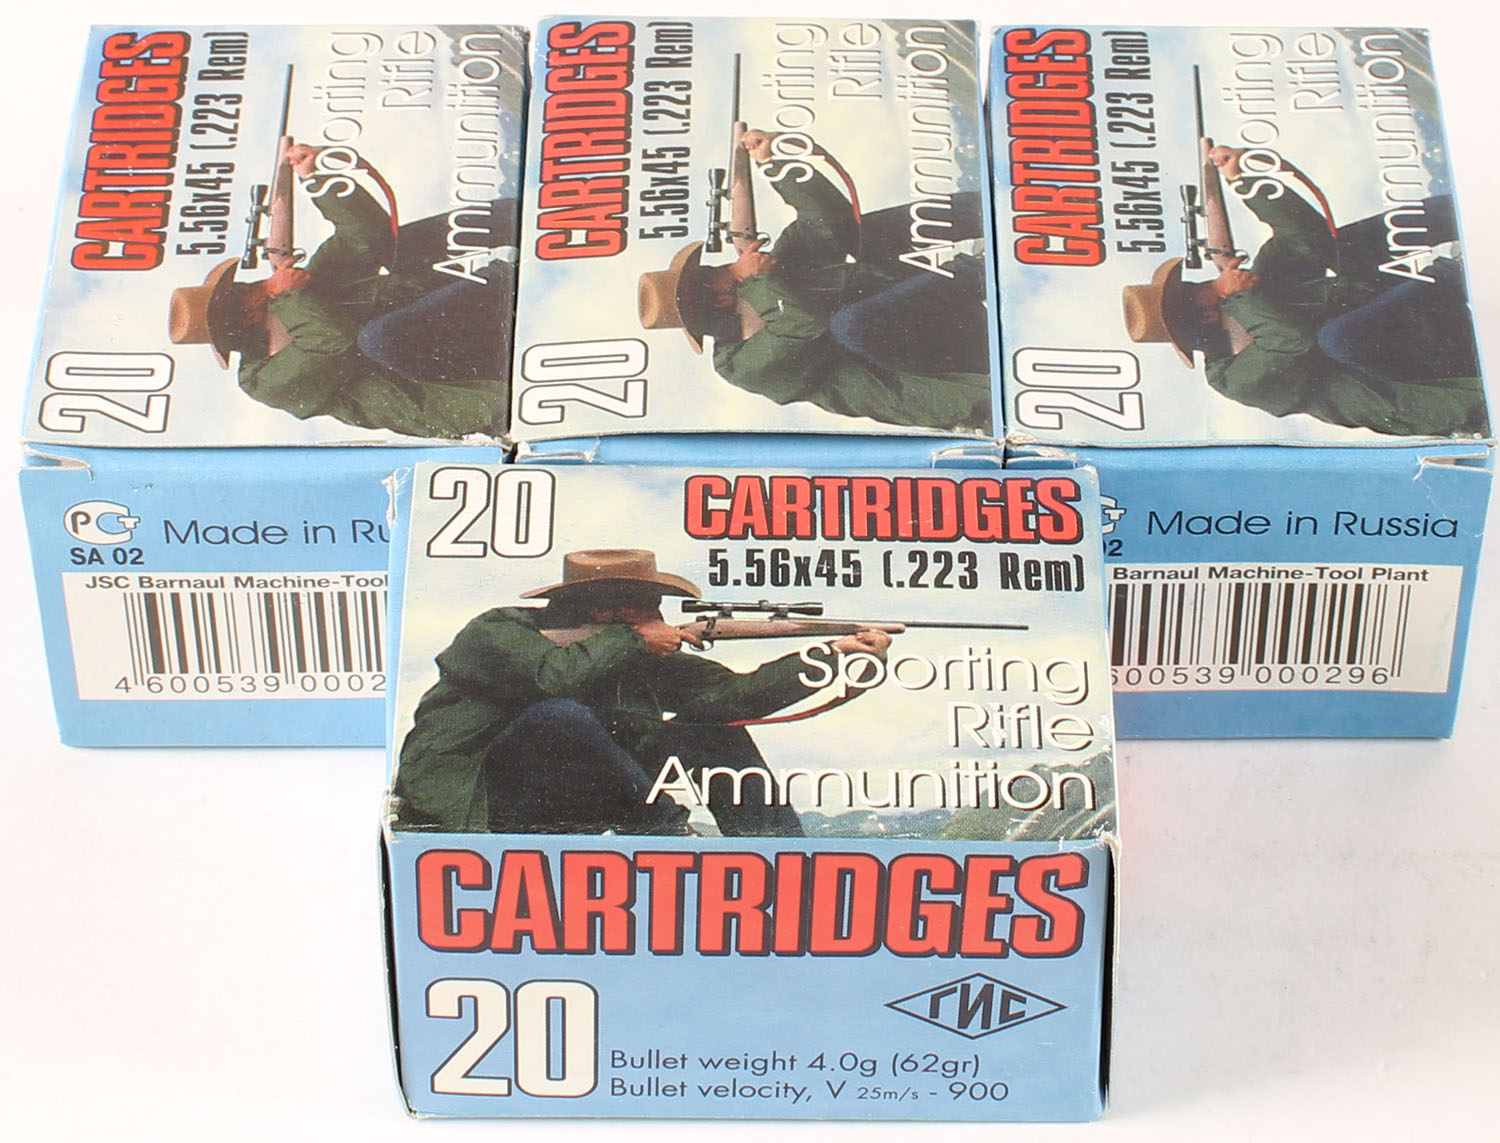 CARTRIDGES
5.56x45 (.223 Rem)
Sporting
Rifle
Ammunition
20
CARTRIDGES
5.56x45 (.223 Rem)
Sporting
Rifle
Ammunition
20
CARTRIDGES
5.56x45 (.223 Rem)
Sporting
Rifle
Ammunition
20
РСТ
SA 02
Made in Ru
JSC Barnaul Machine-Tool
4 600539 0002
Made in Russia
02
Barnaul Machine-Tool Plant
600539 000296
20
CARTRIDGES
5.56x45 (.223 Rem)
Sporting
Rifle
Ammunition
CARTRIDGES
20
ГИС
Bullet weight 4.0g (62gr)
Bullet velocity, V 25m/s - 900